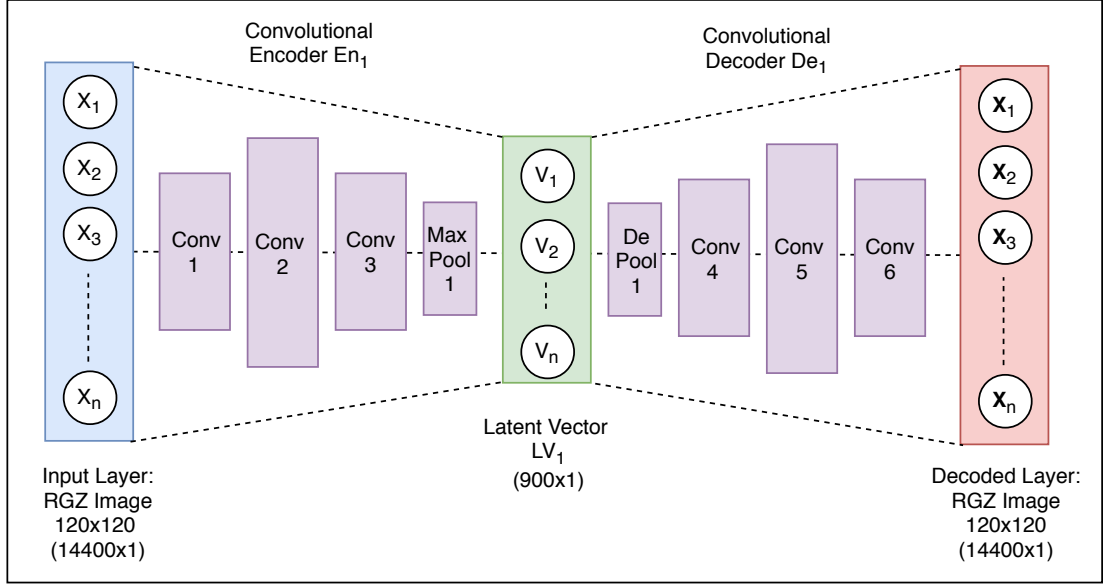 Convolutional
Encoder En1
Convolutional
Decoder De1
X1
X2
X3
Xn
Conv
1
Conv
2
Conv
3
Max
Pool
1
V1
V2
Vn
De
Pool
1
Conv
4
Conv
5
Conv
6
X1
X2
X3
Xn
Input Layer:
RGZ Image
120x120
(14400x1)
Latent Vector
LV1
(900x1)
Decoded Layer:
RGZ Image
120x120
(14400x1)